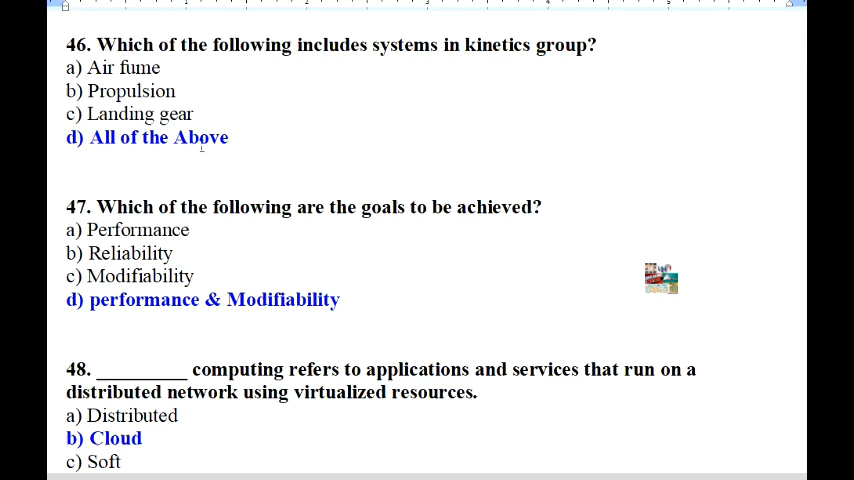 46. Which of the following includes systems in kinetics group?
a) Air fume
b) Propulsion
c) Landing gear
d) All of the Above
47. Which of the following are the goals to be achieved?
a) Performance
b) Reliability
c) Modifiability
d) performance & Modifiability
48. _________ computing refers to applications and services that run on a
distributed network using virtualized resources.
a) Distributed
b) Cloud
c) Soft